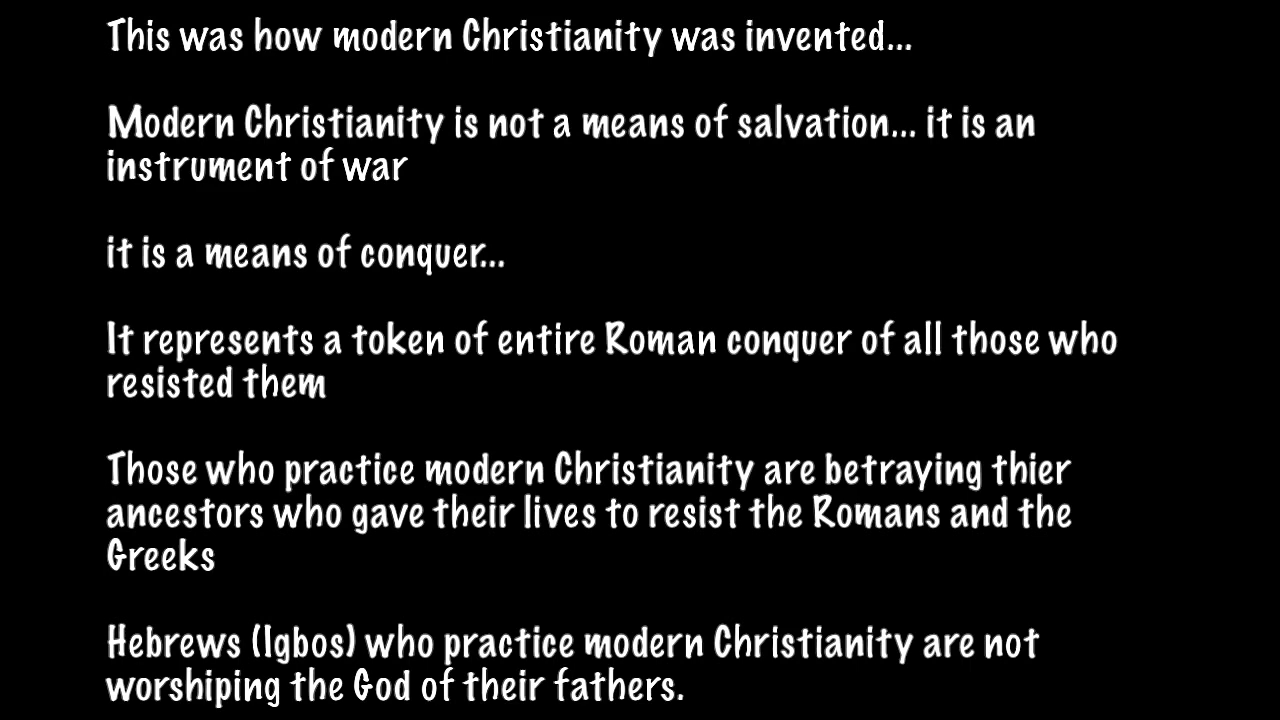 This was how modern Christianity was invented...
Modern Christianity is not a means of salvation... it is an
instrument of war
it is a means of conquer...
It represents a token of entire Roman conquer of all those who
resisted them
Those who practice modern Christianity are betraying thier
ancestors who gave their lives to resist the Romans and the
Greeks
Hebrews (Igbos) who practice modern Christianity are not
worshiping the God of their fathers.